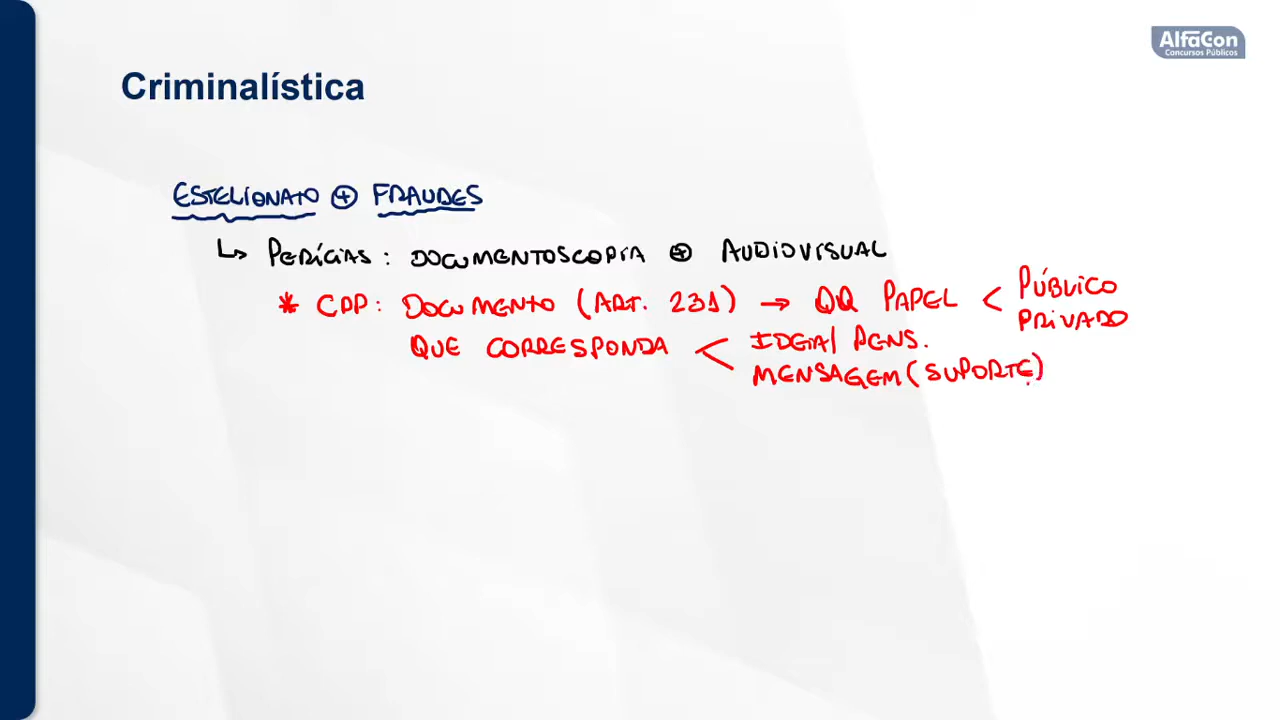 AlfaCon
Concursos Públicos
Criminalística
ESTELIONATO ⊕ FRAUDES
↳ PERÍCIAS: DOCUMENTOSCOPIA ⊕ AUDIOVISUAL
* CPP: DOCUMENTO (ART. 231) → QQ PAPEL < PÚBLICO
PRIVADO
QUE CORRESPONDA < IDEIA/ PENS.
MENSAGEM (SUPORTE)